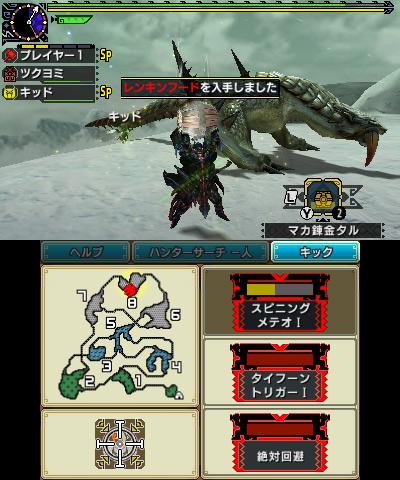 プレイヤー1 Sp
ツクヨミ
キッド Sp
レンキンフードを入手しました
キッド
L
Y 2
マカ錬金タル
ヘルプ
ハンターサーチ 一人
キック
7
8
6
5
4
3
2
1
スピニング
メテオⅠ
タイフーン
トリガーⅠ
絶対回避